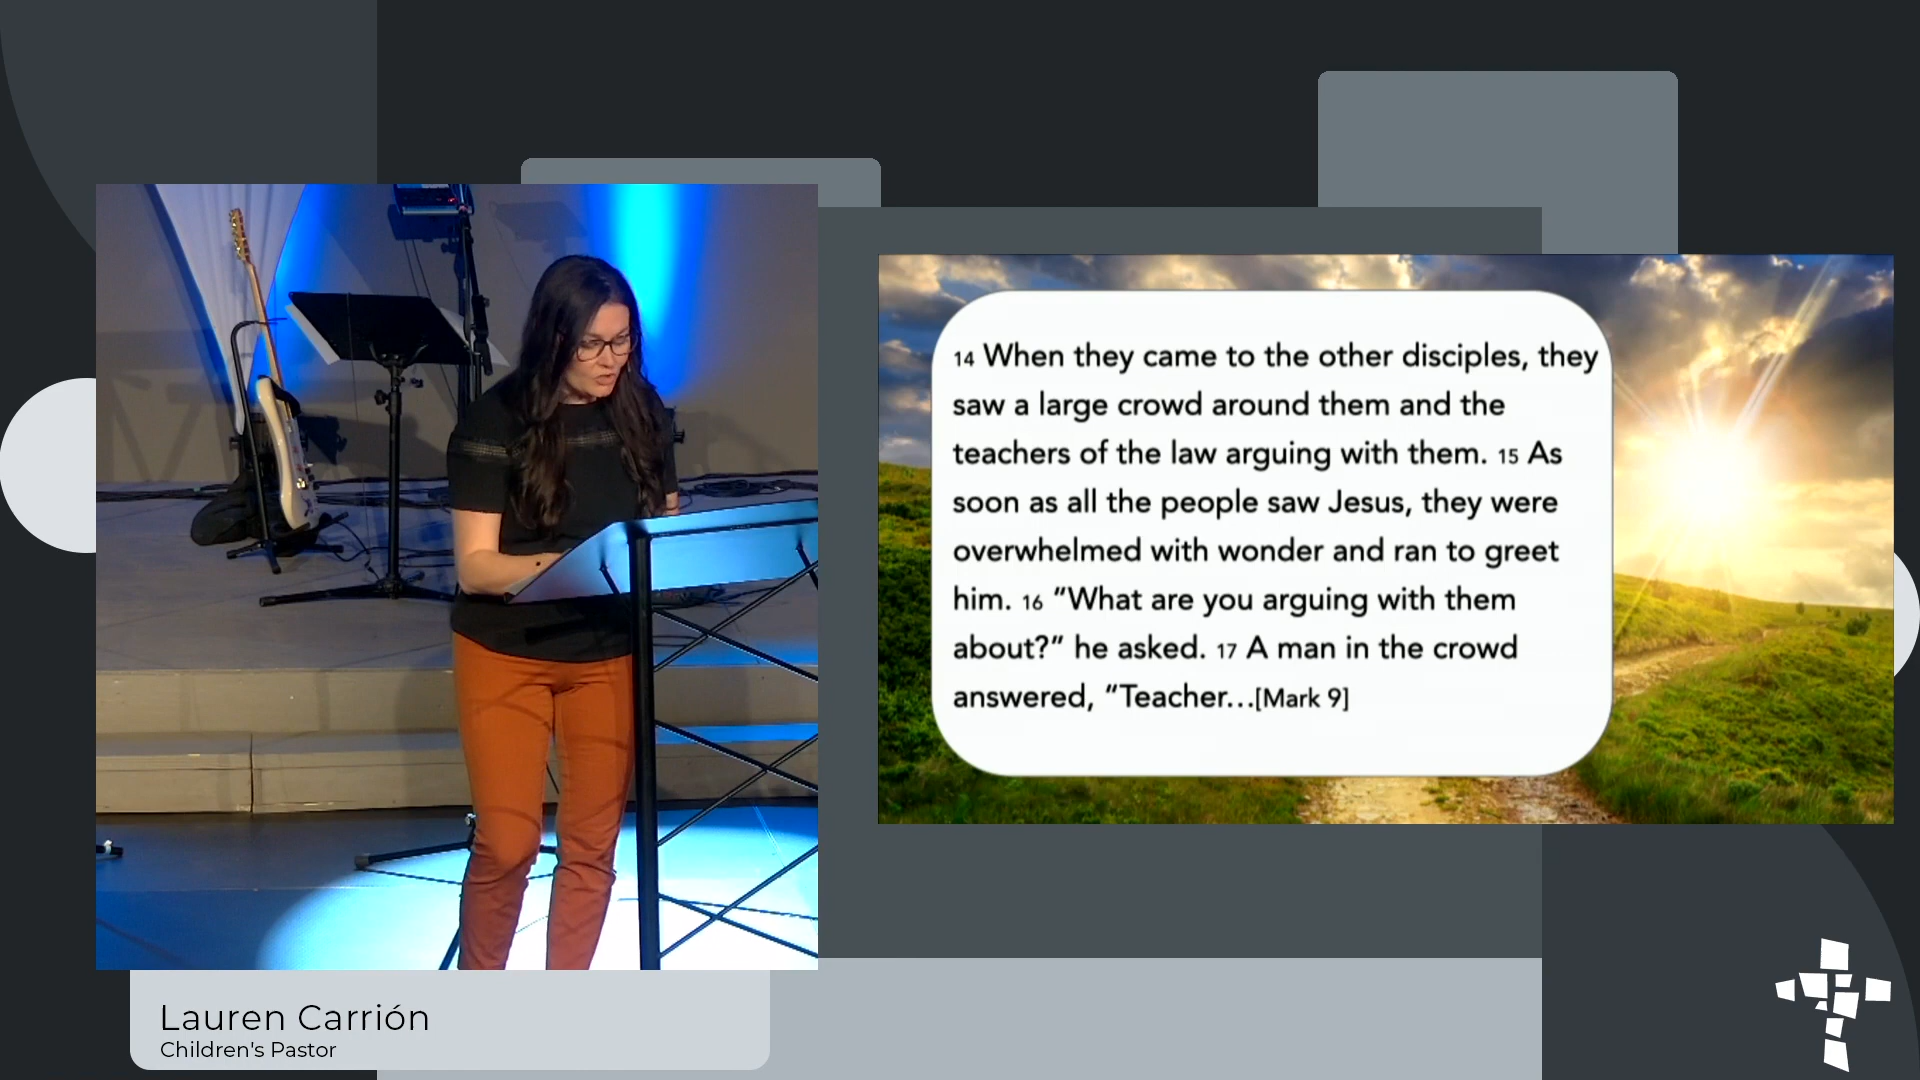 14 When they came to the other disciples, they
saw a large crowd around them and the
teachers of the law arguing with them. 15 As
soon as all the people saw Jesus, they were
overwhelmed with wonder and ran to greet
him. 16 “What are you arguing with them
about?” he asked. 17 A man in the crowd
answered, “Teacher…[Mark 9]
Lauren Carrión
Children's Pastor